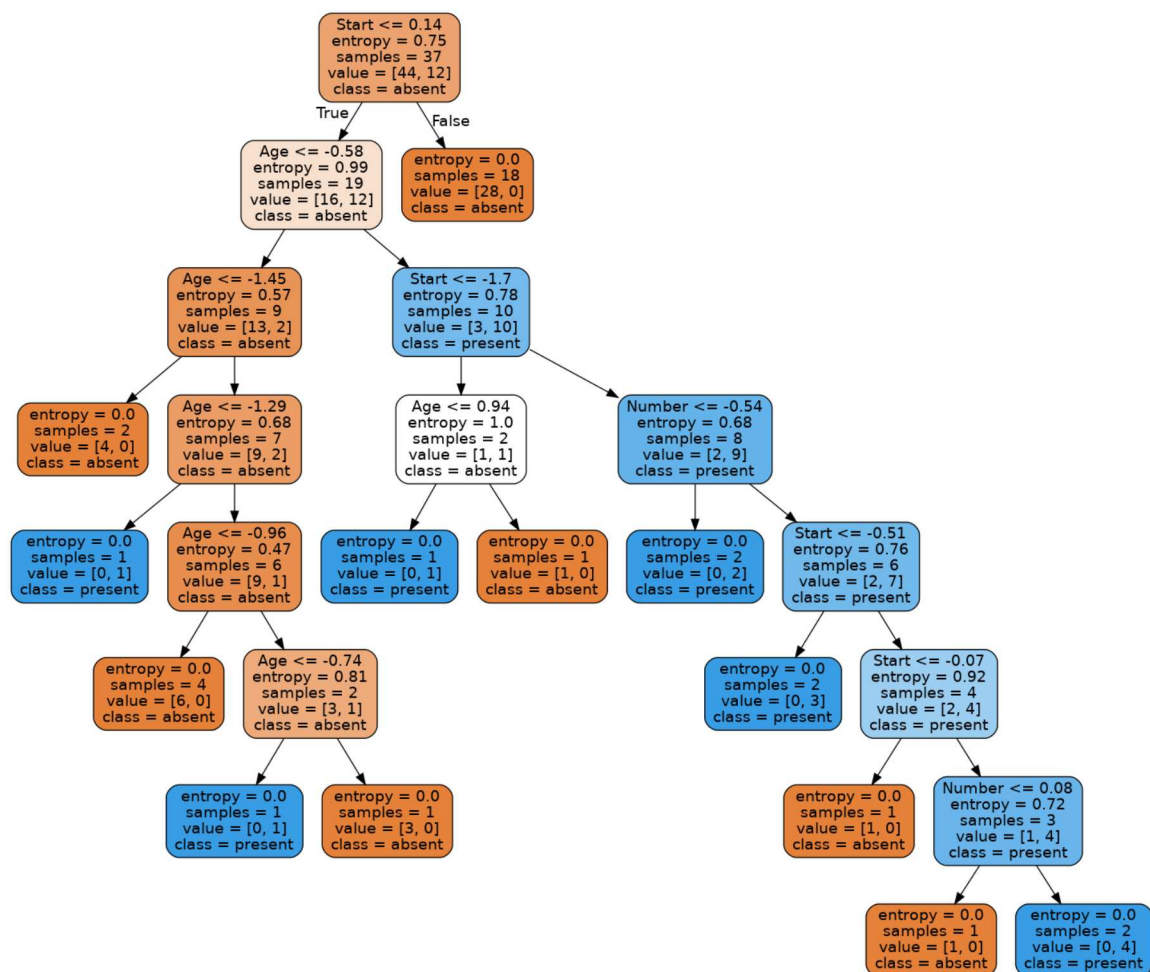 Start <= 0.14
entropy = 0.75
samples = 37
value = [44, 12]
class = absent
True
False
Age <= -0.58
entropy = 0.99
samples = 19
value = [16, 12]
class = absent
entropy = 0.0
samples = 18
value = [28, 0]
class = absent
Age <= -1.45
entropy = 0.57
samples = 9
value = [13, 2]
class = absent
Start <= -1.7
entropy = 0.78
samples = 10
value = [3, 10]
class = present
entropy = 0.0
samples = 2
value = [4, 0]
class = absent
Age <= -1.29
entropy = 0.68
samples = 7
value = [9, 2]
class = absent
Age <= 0.94
entropy = 1.0
samples = 2
value = [1, 1]
class = absent
Number <= -0.54
entropy = 0.68
samples = 8
value = [2, 9]
class = present
entropy = 0.0
samples = 1
value = [0, 1]
class = present
Age <= -0.96
entropy = 0.47
samples = 6
value = [9, 1]
class = absent
entropy = 0.0
samples = 1
value = [0, 1]
class = present
entropy = 0.0
samples = 1
value = [1, 0]
class = absent
entropy = 0.0
samples = 2
value = [0, 2]
class = present
Start <= -0.51
entropy = 0.76
samples = 6
value = [2, 7]
class = present
entropy = 0.0
samples = 4
value = [6, 0]
class = absent
Age <= -0.74
entropy = 0.81
samples = 2
value = [3, 1]
class = absent
entropy = 0.0
samples = 2
value = [0, 3]
class = present
Start <= -0.07
entropy = 0.92
samples = 4
value = [2, 4]
class = present
entropy = 0.0
samples = 1
value = [0, 1]
class = present
entropy = 0.0
samples = 1
value = [3, 0]
class = absent
entropy = 0.0
samples = 1
value = [1, 0]
class = absent
Number <= 0.08
entropy = 0.72
samples = 3
value = [1, 4]
class = present
entropy = 0.0
samples = 1
value = [1, 0]
class = absent
entropy = 0.0
samples = 2
value = [0, 4]
class = present